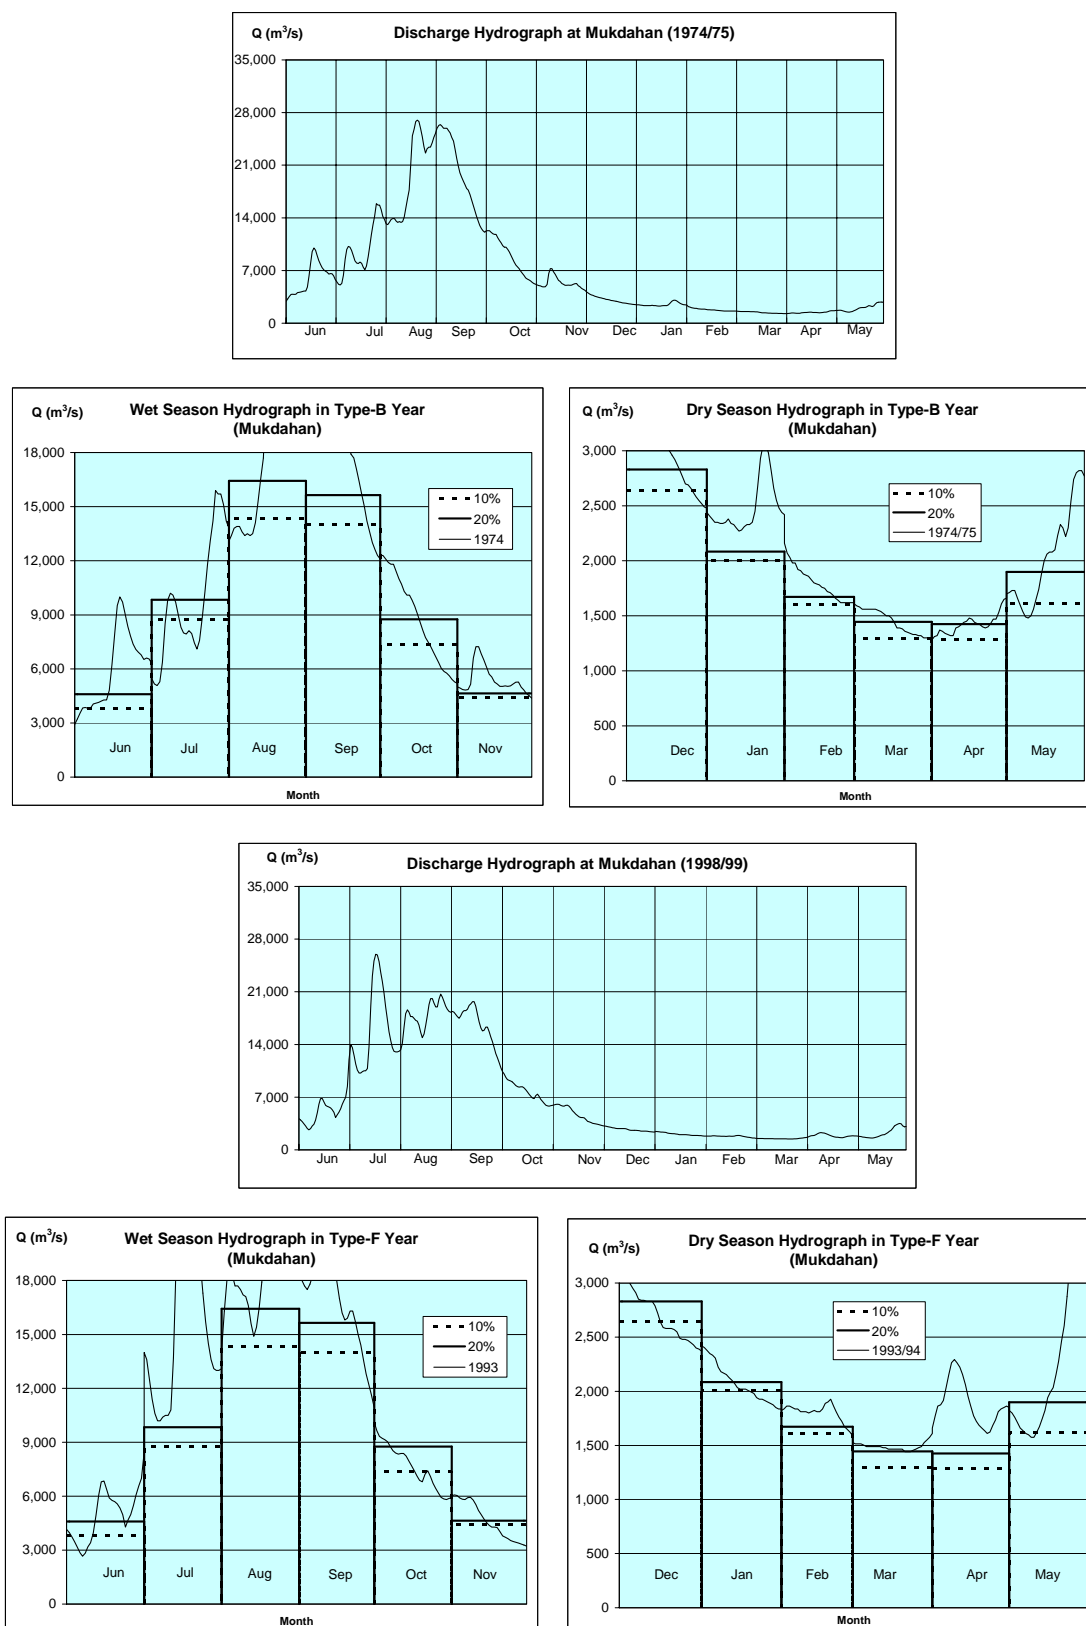 Q (m³/s)
Discharge Hydrograph at Mukdahan (1974/75)
35,000
28,000
21,000
14,000
7,000
0
Jun Jul Aug Sep Oct Nov Dec Jan Feb Mar Apr May
Q (m³/s)
Wet Season Hydrograph in Type-B Year
(Mukdahan)
18,000
15,000
12,000
9,000
6,000
3,000
0
10%
20%
1974
Jun Jul Aug Sep Oct Nov
Month
Q (m³/s)
Dry Season Hydrograph in Type-B Year
(Mukdahan)
3,000
2,500
2,000
1,500
1,000
500
0
10%
20%
1974/75
Dec Jan Feb Mar Apr May
Month
Q (m³/s)
Discharge Hydrograph at Mukdahan (1998/99)
35,000
28,000
21,000
14,000
7,000
0
Jun Jul Aug Sep Oct Nov Dec Jan Feb Mar Apr May
Q (m³/s)
Wet Season Hydrograph in Type-F Year
(Mukdahan)
18,000
15,000
12,000
9,000
6,000
3,000
0
10%
20%
1993
Jun Jul Aug Sep Oct Nov
Month
Q (m³/s)
Dry Season Hydrograph in Type-F Year
(Mukdahan)
3,000
2,500
2,000
1,500
1,000
500
0
10%
20%
1993/94
Dec Jan Feb Mar Apr May
Month